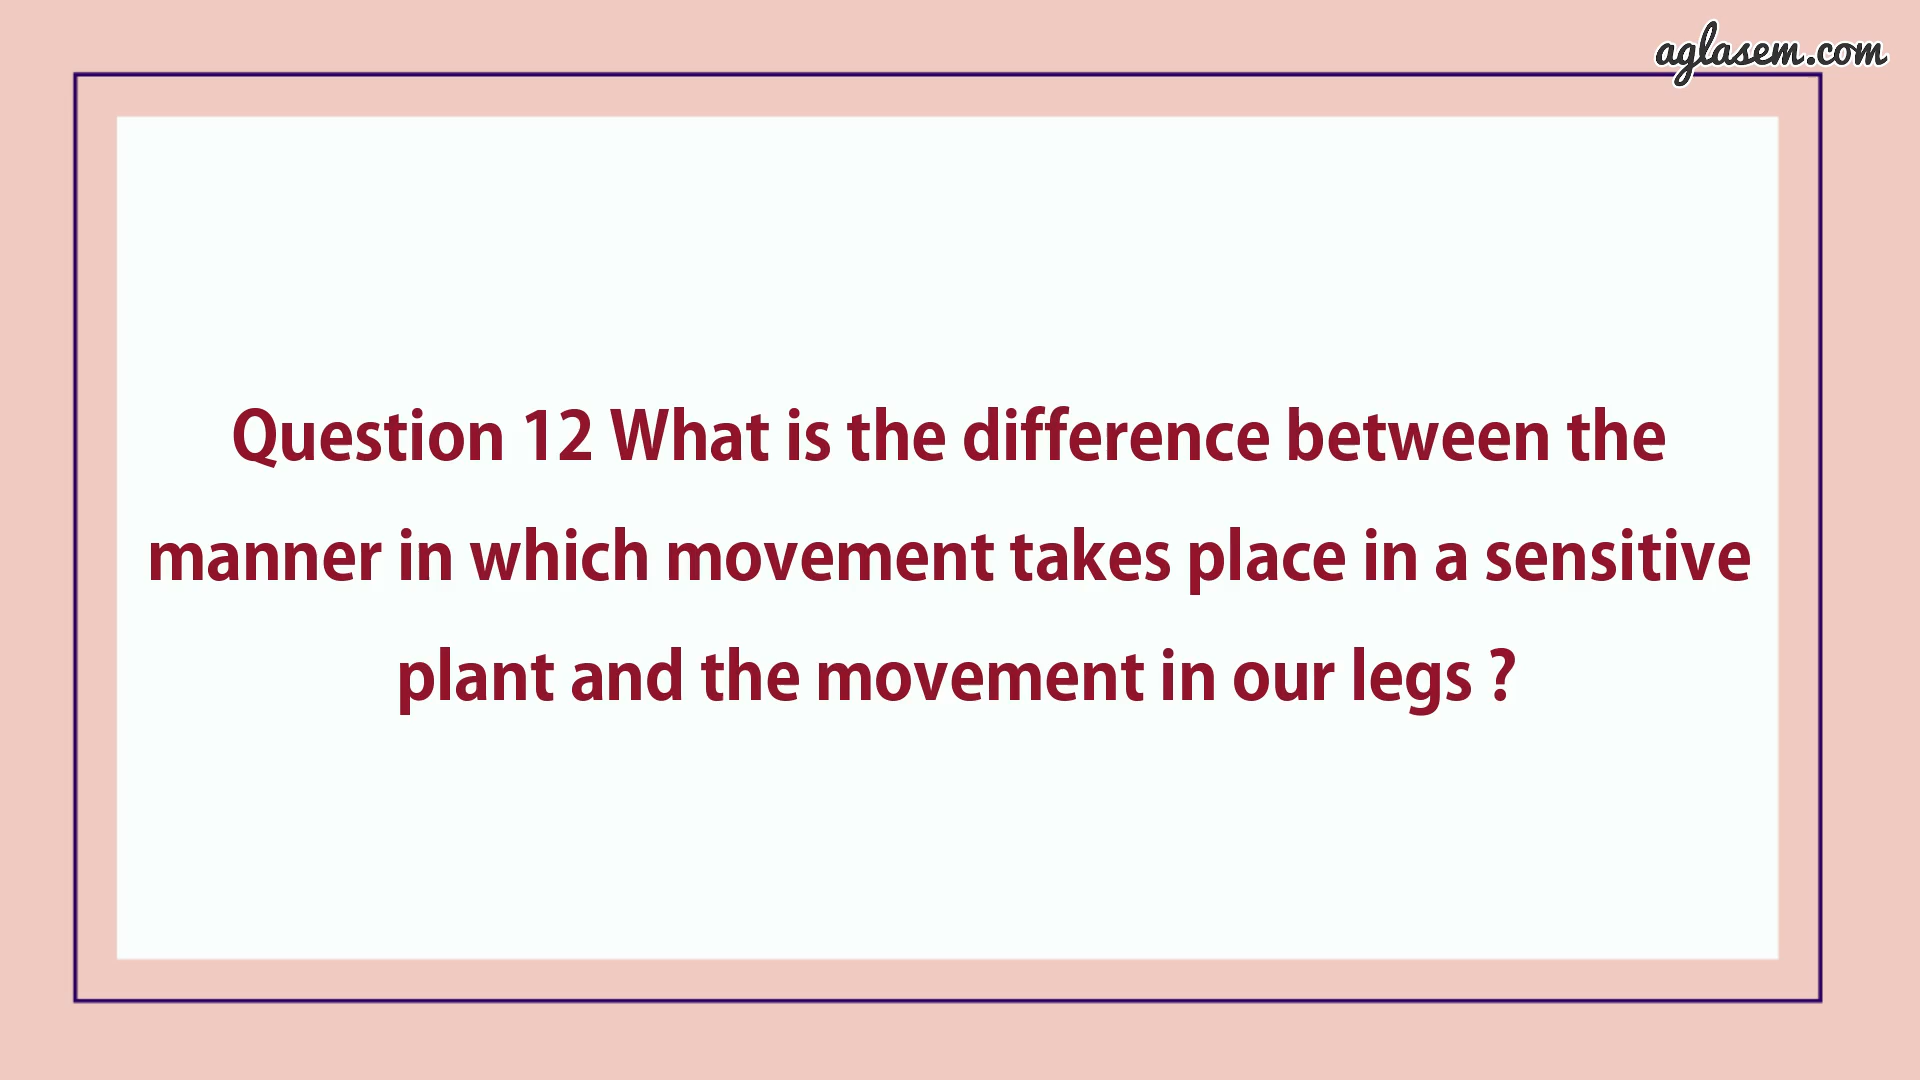 aglasem.com
Question 12 What is the difference between the
manner in which movement takes place in a sensitive
plant and the movement in our legs ?